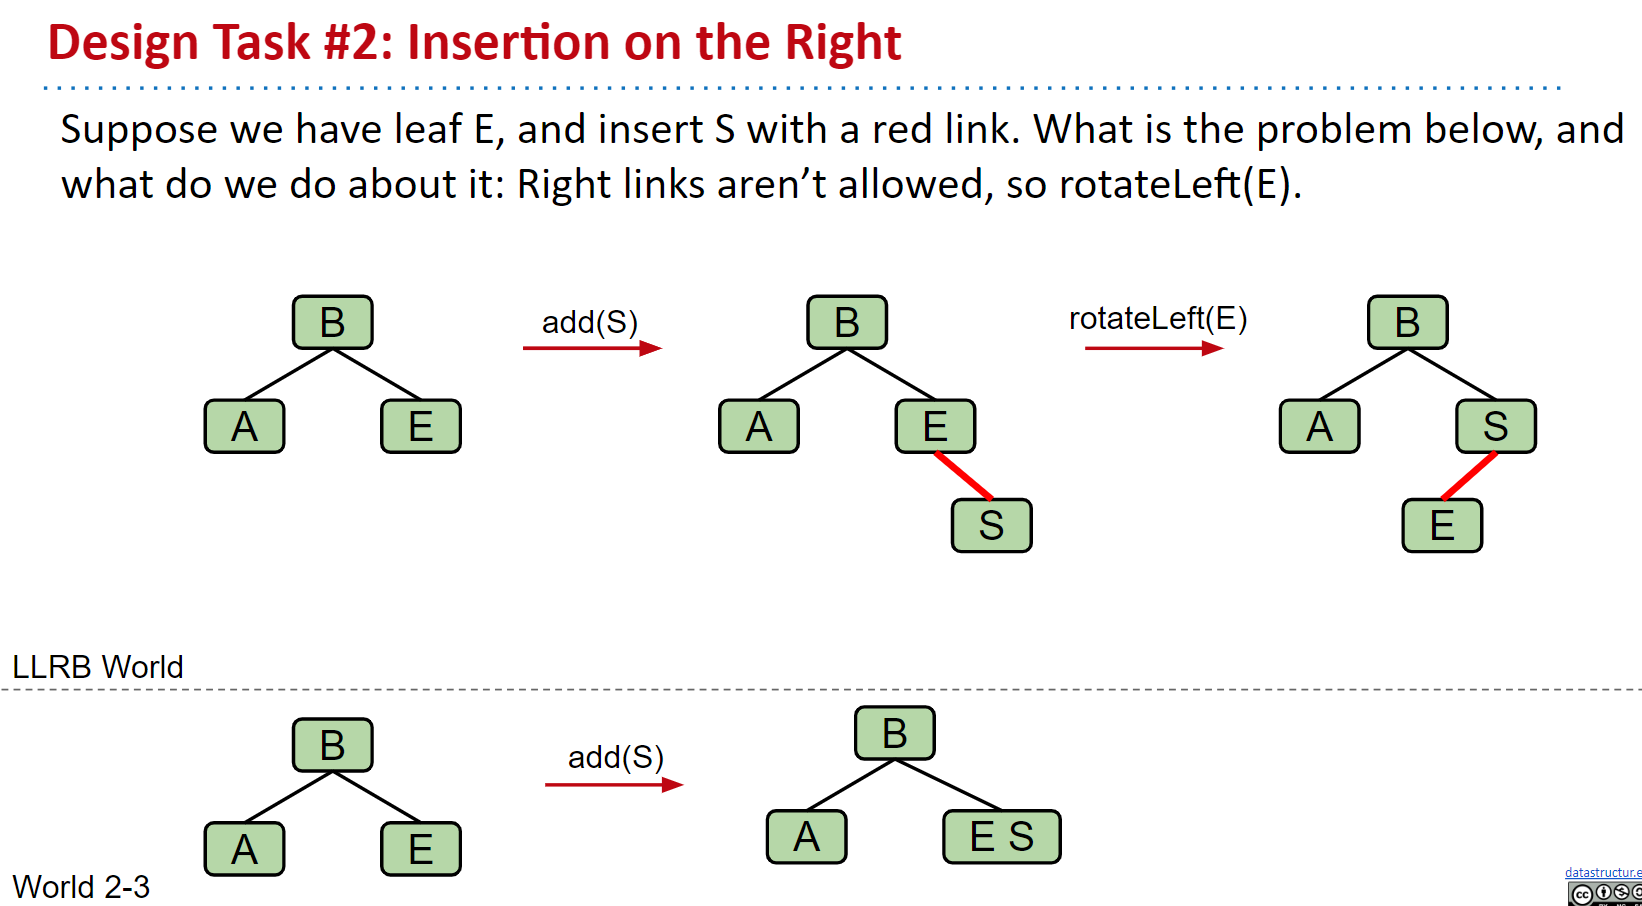 Design Task #2: Insertion on the Right
Suppose we have leaf E, and insert S with a red link. What is the problem below, and
what do we do about it: Right links aren’t allowed, so rotateLeft(E).
B
add(S)
B
rotateLeft(E)
B
A
E
A
E
A
S
S
E
LLRB World
B
add(S)
B
A
E
A
E S
World 2-3
datastructur.e